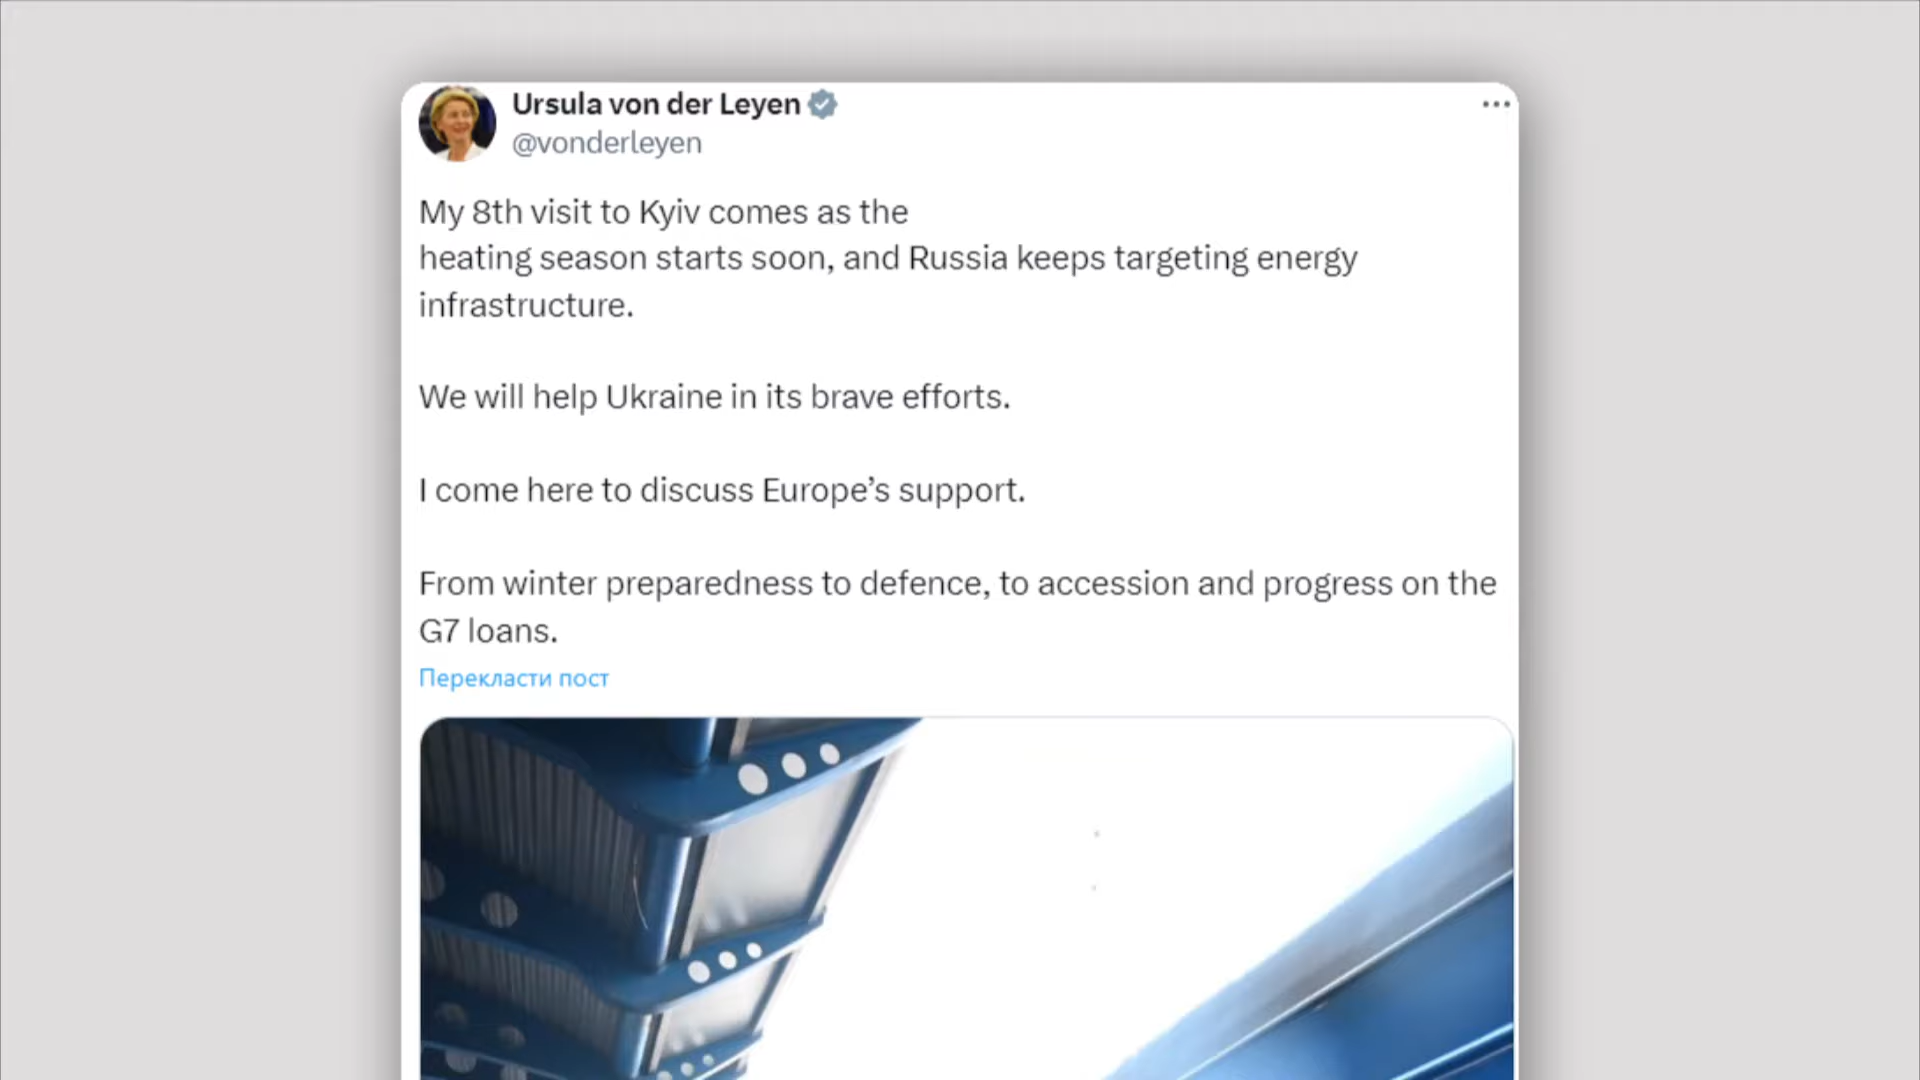 Ursula von der Leyen
@vonderleyen
My 8th visit to Kyiv comes as the
heating season starts soon, and Russia keeps targeting energy
infrastructure.
We will help Ukraine in its brave efforts.
I come here to discuss Europe’s support.
From winter preparedness to defence, to accession and progress on the
G7 loans.
Перекласти пост